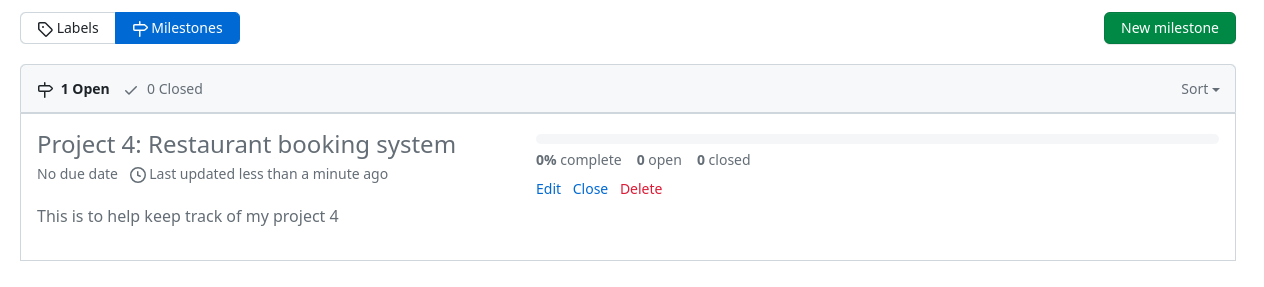 Labels Milestones New milestone
1 Open 0 Closed Sort
Project 4: Restaurant booking system
No due date Last updated less than a minute ago
This is to help keep track of my project 4
0% complete 0 open 0 closed
Edit Close Delete